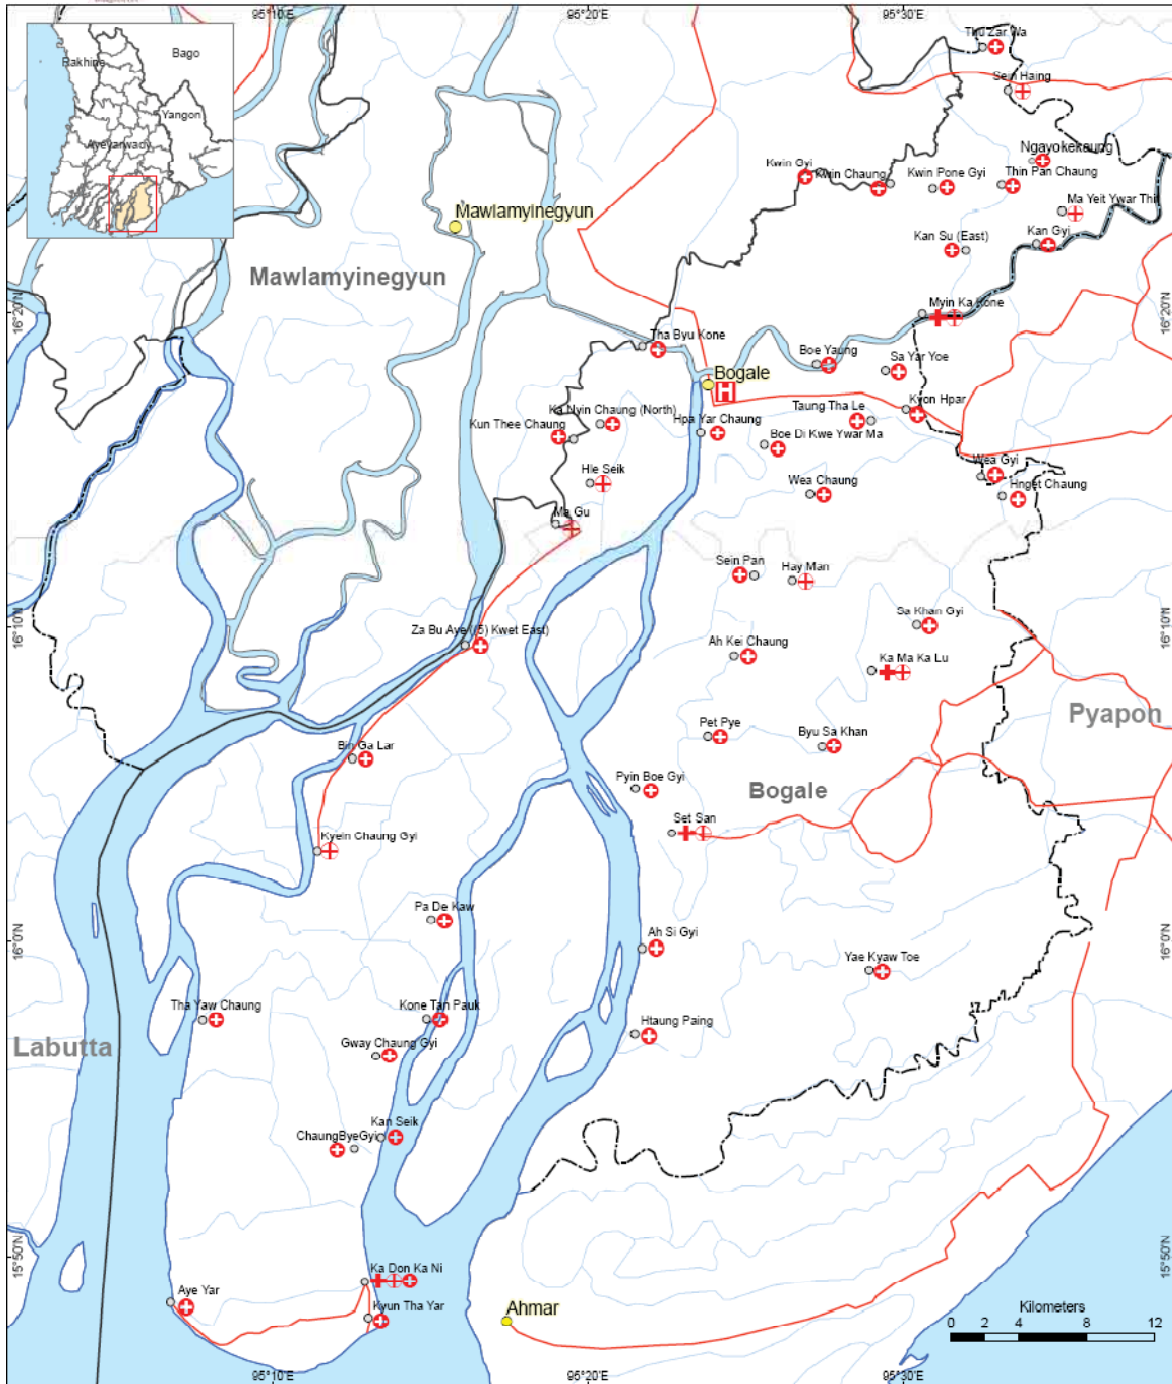 95°10'E
95°20'E
95°30'E
Rakhine
Bago
Yangon
Ayeyarwady
Thu Zar Wa
Sein Haing
Ngayokekaung
Kwin Gyi
Kwin Chaung
Kwin Pone Gyi
Thin Pan Chaung
Ma Yeit Ywar Thit
Mawlamyinegyun
Kan Su (East)
Kan Gyi
Mawlamyinegyun
16°20'N
Myin Ka Kone
16°20'N
Tha Byu Kone
Boe Yaung
Sa Yar Yoe
Bogale
H
Ka Nyin Chaung (North)
Kun Thee Chaung
Hpa Yar Chaung
Taung Tha Le
Kyon Hpar
Boe Di Kwe Ywar Ma
Hle Seik
Wea Chaung
Wea Gyi
Hnget Chaung
Ma Gu
Sein Pan
Hay Man
16°10'N
Sa Khan Gyi
16°10'N
Za Bu Aye ((5) Kwet East)
Ah Kei Chaung
Ka Ma Ka Lu
Pyapon
Pet Pye
Byu Sa Khan
Bin Ga Lar
Pyin Boe Gyi
Bogale
Set San
Kyein Chaung Gyi
Pa De Kaw
16°0'N
Ah Si Gyi
16°0'N
Yae Kyaw Toe
Tha Yaw Chaung
Kone Tan Pauk
Htaung Paing
Labutta
Gway Chaung Gyi
Kan Seik
ChaungByeGyi
15°50'N
15°50'N
Ka Don Ka Ni
Aye Yar
Kyun Tha Yar
Ahmar
Kilometers
0 2 4 8 12
95°10'E
95°20'E
95°30'E